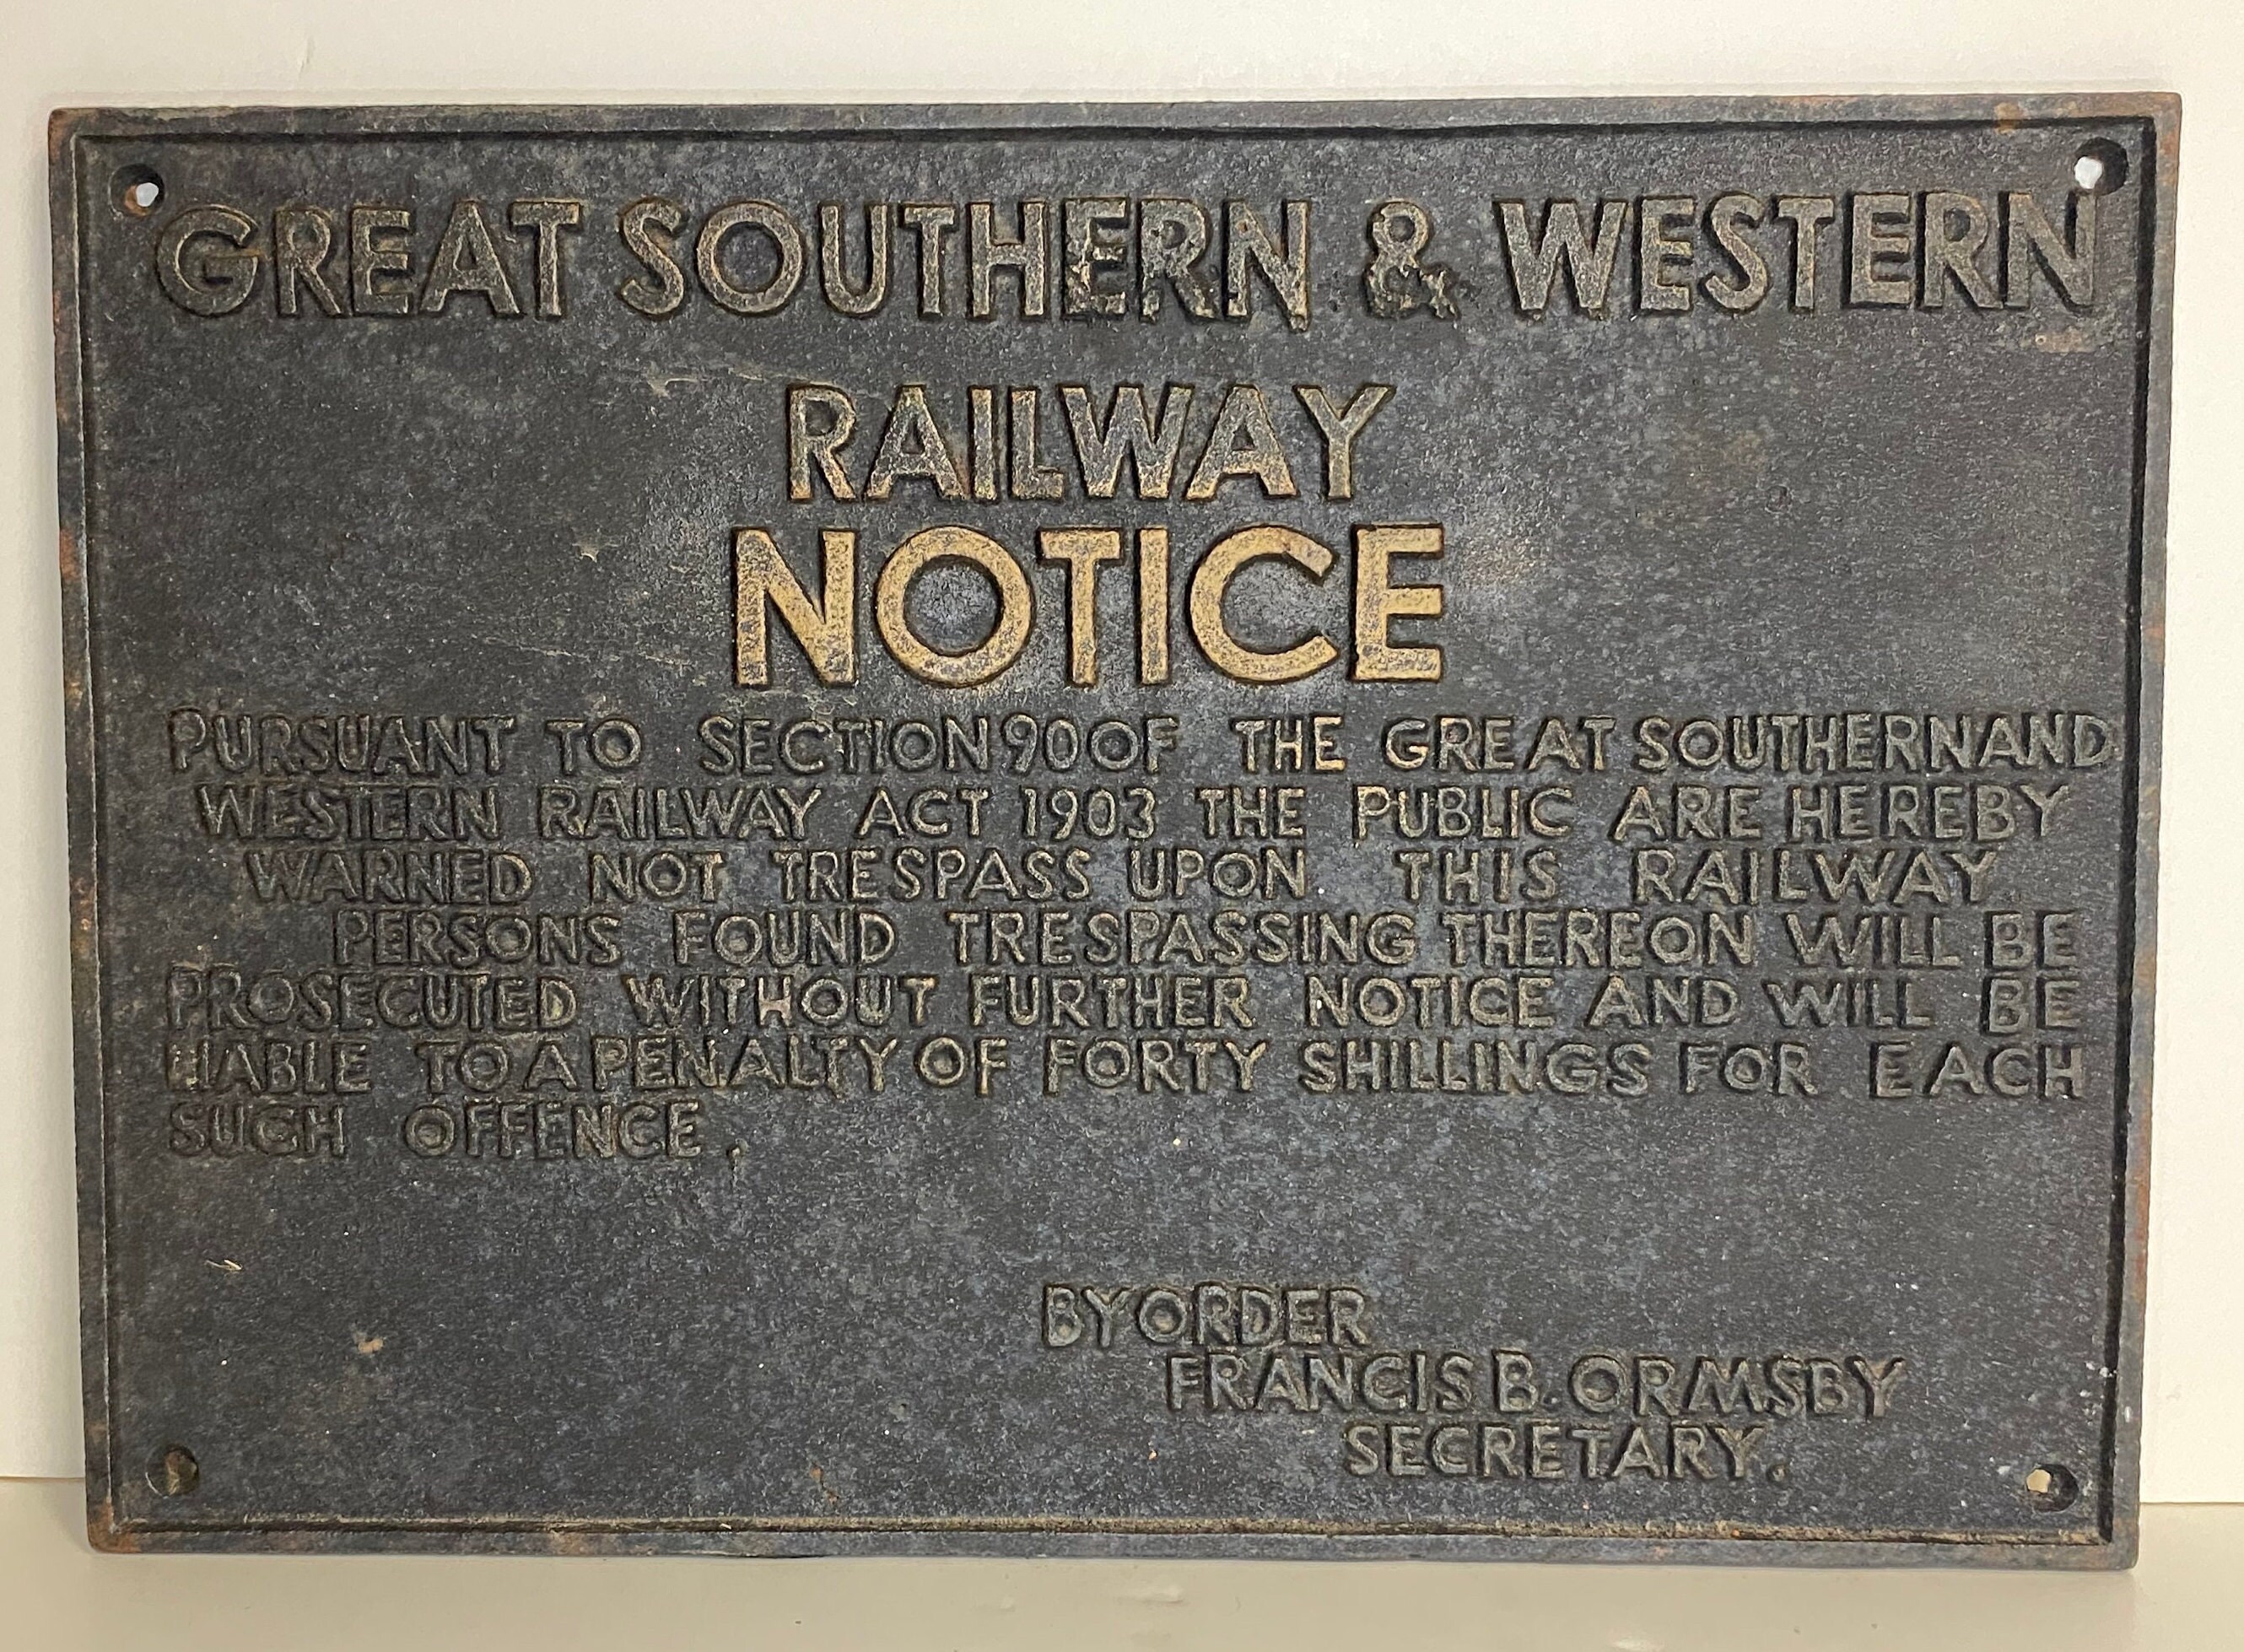 GREAT SOUTHERN & WESTERN
RAILWAY
NOTICE
PURSUANT TO SECTION 90 OF THE GREAT SOUTHERN AND
WESTERN RAILWAY ACT 1903 THE PUBLIC ARE HEREBY
WARNED NOT TRESPASS UPON THIS RAILWAY
PERSONS FOUND TRESPASSING THEREON WILL BE
PROSECUTED WITHOUT FURTHER NOTICE AND WILL BE
LIABLE TO A PENALTY OF FORTY SHILLINGS FOR EACH
SUGH OFFENCE,
BY ORDER
FRANCIS B. ORMSBY
SECRETARY.